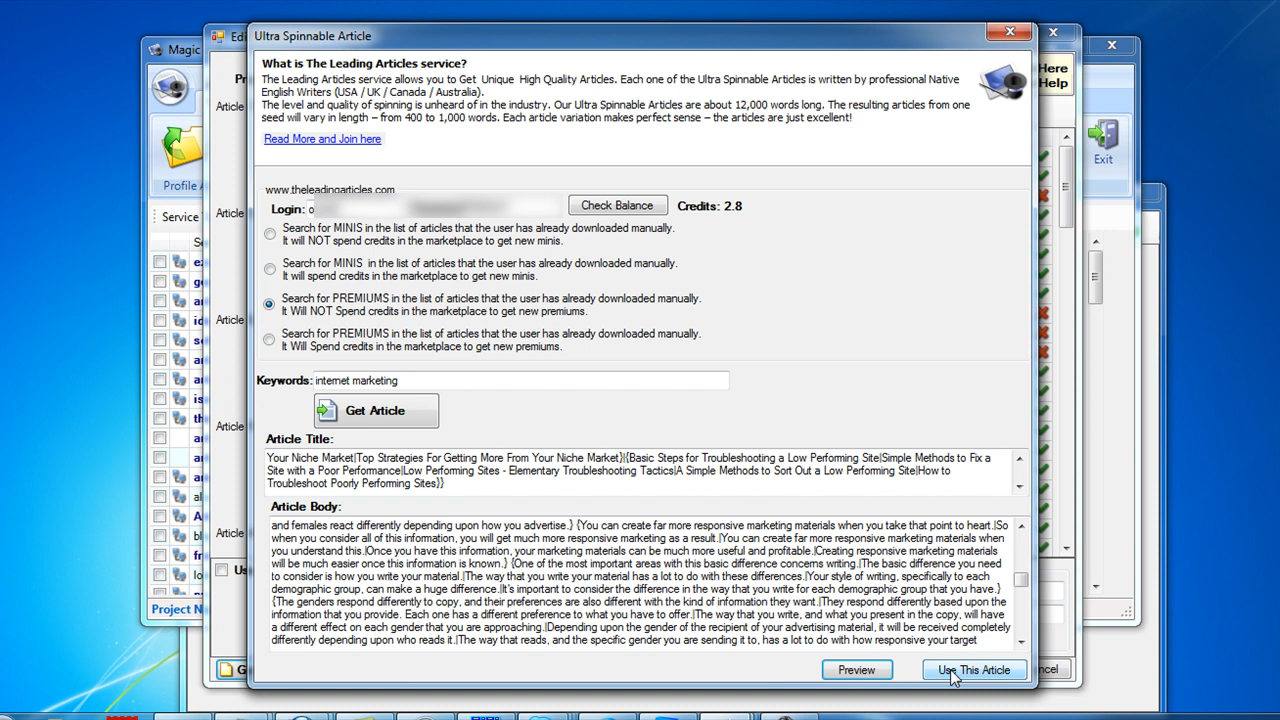 Magic
Edi
Ultra Spinnable Article
What is The Leading Articles service?
The Leading Articles service allows you to Get Unique High Quality Articles. Each one of the Ultra Spinnable Articles is written by professional Native
English Writers (USA / UK / Canada / Australia).
The level and quality of spinning is unheard of in the industry. Our Ultra Spinnable Articles are about 12,000 words long. The resulting articles from one
seed will vary in length – from 400 to 1,000 words. Each article variation makes perfect sense – the articles are just excellent!
Read More and Join here
Here
Help
Exit
Profile
Service
Article
Article
Article
Article
Article
www.theleadingarticles.com
Login: o
Check Balance
Credits: 2.8
Search for MINIS in the list of articles that the user has already downloaded manually.
It will NOT spend credits in the marketplace to get new minis.
Search for MINIS in the list of articles that the user has already downloaded manually.
It will spend credits in the marketplace to get new minis.
Search for PREMIUMS in the list of articles that the user has already downloaded manually.
It Will NOT Spend credits in the marketplace to get new premiums.
Search for PREMIUMS in the list of articles that the user has already downloaded manually.
It Will Spend credits in the marketplace to get new premiums.
Keywords: internet marketing
Get Article
Article Title:
Your Niche Market|Top Strategies For Getting More From Your Niche Market}|{Basic Steps for Troubleshooting a Low Performing Site|Simple Methods to Fix a
Site with a Poor Perfomance|Low Performing Sites - Elementary Troubleshooting Tactics|A Simple Methods to Sort Out a Low Performing Site|How to
Troubleshoot Poorly Performing Sites}}
Article Body:
and females react differently depending upon how you advertise.} {You can create far more responsive marketing materials when you take that point to heart.|So
when you consider all of this information, you will get much more responsive marketing as a result.|You can create far more responsive marketing materials when
you understand this.|Once you have this information, your marketing materials can be much more useful and profitable.|Creating responsive marketing materials
will be much easier once this information is known.} {One of the most important areas with this basic difference concerns writing.|The basic difference you need
to consider is how you write your material.|The way that you write your material has a lot to do with these differences.|Your style of writing, specifically to each
demographic group, can make a huge difference.|It's important to consider the difference in the way that you write for each demographic group that you have.}
{The genders respond differently to copy, and their preferences are also different with the kind of information they want.|They respond differently based upon the
information that you provide. Each one has a different preference to what you have to offer.|The way that you write, and what you present in the copy, will have
a different effect on each gender that you are approaching.|Depending upon the gender of the recipient of your advertising material, it will be received completely
differently depending upon who reads it.|The way that reads, and the specific gender you are sending it to, has a lot to do with how responsive your target
Project N
Preview
Use This Article
ncel